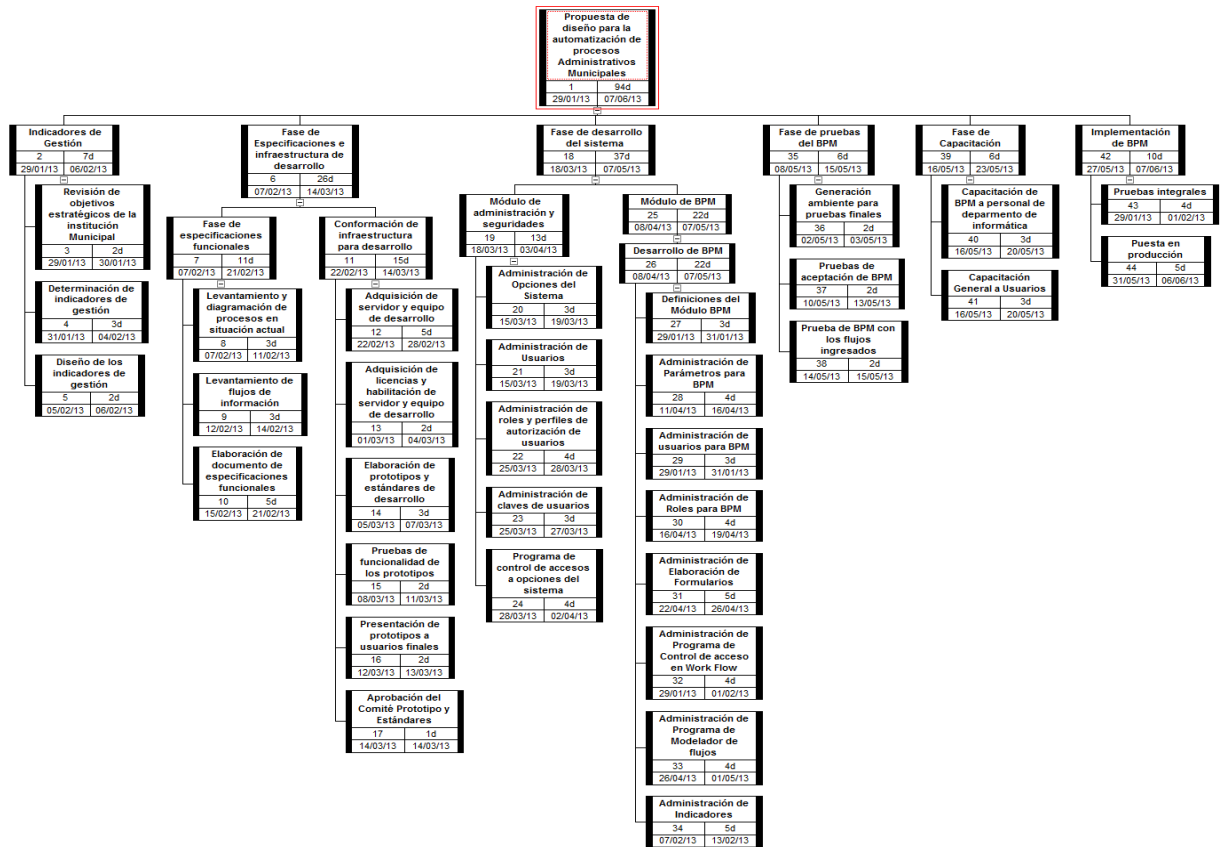 Propuesta de
diseño para la
automatización de
procesos
Administrativos
Municipales
1 94d
29/01/13 07/06/13
Indicadores de
Gestión
2 7d
29/01/13 06/02/13
Revisión de
objetivos
estratégicos de la
institución
Municipal
3 2d
29/01/13 30/01/13
Determinación de
indicadores de
gestión
4 3d
31/01/13 04/02/13
Diseño de los
indicadores de
gestión
5 2d
05/02/13 06/02/13
Fase de
Especificaciones e
infraestructura de
desarrollo
6 26d
07/02/13 14/03/13
Fase de
especificaciones
funcionales
7 11d
07/02/13 21/02/13
Levantamiento y
diagramación de
procesos en
situación actual
8 3d
07/02/13 11/02/13
Levantamiento de
flujos de
información
9 3d
12/02/13 14/02/13
Elaboración de
documento de
especificaciones
funcionales
10 5d
15/02/13 21/02/13
Conformación de
infraestructura
para desarrollo
11 15d
22/02/13 14/03/13
Adquisición de
servidor y equipo
de desarrollo
12 5d
22/02/13 28/02/13
Adquisición de
licencias y
habilitación de
servidor y equipo
de desarrollo
13 2d
01/03/13 04/03/13
Elaboración de
prototipos y
estándares de
desarrollo
14 3d
05/03/13 07/03/13
Pruebas de
funcionalidad de
los prototipos
15 2d
08/03/13 11/03/13
Presentación de
prototipos a
usuarios finales
16 2d
12/03/13 13/03/13
Aprobación del
Comité Prototipo y
Estándares
17 1d
14/03/13 14/03/13
Fase de desarrollo
del sistema
18 37d
18/03/13 07/05/13
Módulo de
administración y
seguridades
19 13d
18/03/13 03/04/13
Administración de
Opciones del
Sistema
20 3d
15/03/13 19/03/13
Administración de
Usuarios
21 3d
15/03/13 19/03/13
Administración de
roles y perfiles de
autorización de
usuarios
22 4d
25/03/13 28/03/13
Administración de
claves de usuarios
23 3d
25/03/13 27/03/13
Programa de
control de accesos
a opciones del
sistema
24 4d
28/03/13 02/04/13
Módulo de BPM
25 22d
08/04/13 07/05/13
Desarrollo de BPM
26 22d
08/04/13 07/05/13
Definiciones del
Módulo BPM
27 3d
29/01/13 31/01/13
Administración de
Parámetros para
BPM
28 4d
11/04/13 16/04/13
Administración de
usuarios para BPM
29 3d
29/01/13 31/01/13
Administración de
Roles para BPM
30 4d
16/04/13 19/04/13
Administración de
Elaboración de
Formularios
31 5d
22/04/13 26/04/13
Administración de
Programa de
Control de acceso
en Work Flow
32 4d
29/01/13 01/02/13
Administración de
Programa de
Modelador de
flujos
33 4d
26/04/13 01/05/13
Administración de
Indicadores
34 5d
07/02/13 13/02/13
Fase de pruebas
del BPM
35 6d
08/05/13 15/05/13
Generación
ambiente para
pruebas finales
36 2d
02/05/13 03/05/13
Pruebas de
aceptación de BPM
37 2d
10/05/13 13/05/13
Prueba de BPM con
los flujos
ingresados
38 2d
14/05/13 15/05/13
Fase de
Capacitación
39 6d
16/05/13 23/05/13
Capacitación de
BPM a personal de
deparmento de
informática
40 3d
16/05/13 20/05/13
Capacitación
General a Usuarios
41 3d
16/05/13 20/05/13
Implementación
de BPM
42 10d
27/05/13 07/06/13
Pruebas integrales
43 4d
29/01/13 01/02/13
Puesta en
producción
44 5d
31/05/13 06/06/13